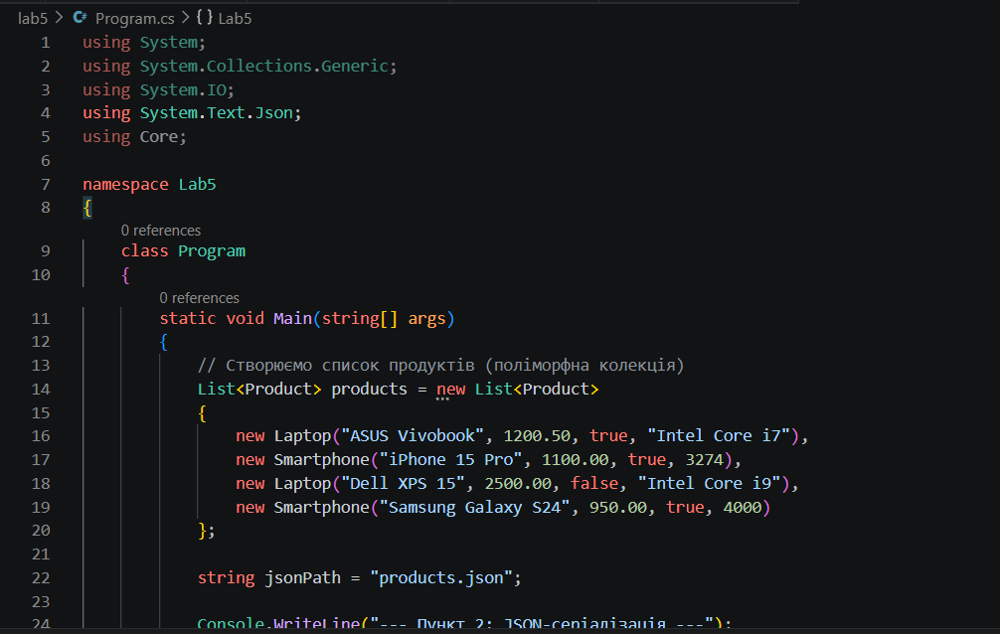 lab5 > Program.cs > {} Lab5
1 using System;
2 using System.Collections.Generic;
3 using System.IO;
4 using System.Text.Json;
5 using Core;
6
7 namespace Lab5
8 {
0 references
9 class Program
10 {
0 references
11 static void Main(string[] args)
12 {
13 // Створюємо список продуктів (поліморфна колекція)
14 List<Product> products = new List<Product>
15 {
16 new Laptop("ASUS Vivobook", 1200.50, true, "Intel Core i7"),
17 new Smartphone("iPhone 15 Pro", 1100.00, true, 3274),
18 new Laptop("Dell XPS 15", 2500.00, false, "Intel Core i9"),
19 new Smartphone("Samsung Galaxy S24", 950.00, true, 4000)
20 };
21
22 string jsonPath = "products.json";
23
24 Console.WriteLine("--- Пункт 2: JSON-серіалізація ---");